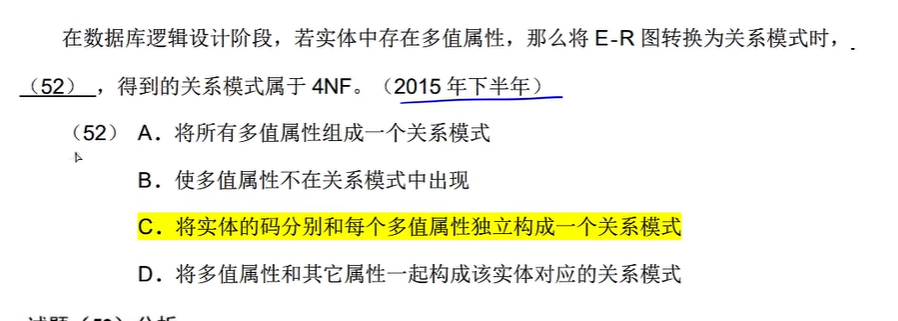 在数据库逻辑设计阶段，若实体中存在多值属性，那么将 E-R 图转换为关系模式时，
（52），得到的关系模式属于 4NF。（2015 年下半年）
（52） A．将所有多值属性组成一个关系模式
B．使多值属性不在关系模式中出现
C．将实体的码分别和每个多值属性独立构成一个关系模式
D．将多值属性和其它属性一起构成该实体对应的关系模式